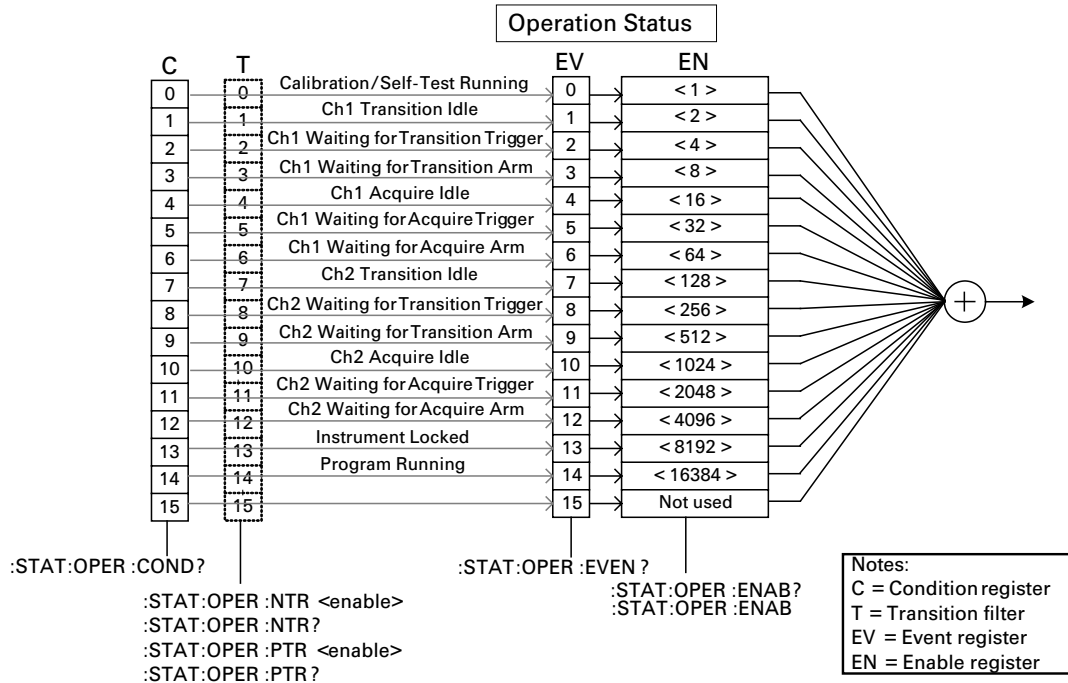 Operation Status
C T EV EN
0 0 Calibration/Self-Test Running 0 < 1 >
1 1 Ch1 Transition Idle 1 < 2 >
2 2 Ch1 Waiting for Transition Trigger 2 < 4 >
3 3 Ch1 Waiting for Transition Arm 3 < 8 >
4 4 Ch1 Acquire Idle 4 < 16 >
5 5 Ch1 Waiting for Acquire Trigger 5 < 32 >
6 6 Ch1 Waiting for Acquire Arm 6 < 64 >
7 7 Ch2 Transition Idle 7 < 128 >
8 8 Ch2 Waiting for Transition Trigger 8 < 256 >
9 9 Ch2 Waiting for Transition Arm 9 < 512 >
10 10 Ch2 Acquire Idle 10 < 1024 >
11 11 Ch2 Waiting for Acquire Trigger 11 < 2048 >
12 12 Ch2 Waiting for Acquire Arm 12 < 4096 >
13 13 Instrument Locked 13 < 8192 >
14 14 Program Running 14 < 16384 >
15 15 15 Not used
:STAT:OPER :COND?
:STAT:OPER :NTR <enable>
:STAT:OPER :NTR?
:STAT:OPER :PTR <enable>
:STAT:OPER :PTR?
:STAT:OPER :EVEN ?
:STAT:OPER :ENAB?
:STAT:OPER :ENAB
Notes:
C = Condition register
T = Transition filter
EV = Event register
EN = Enable register